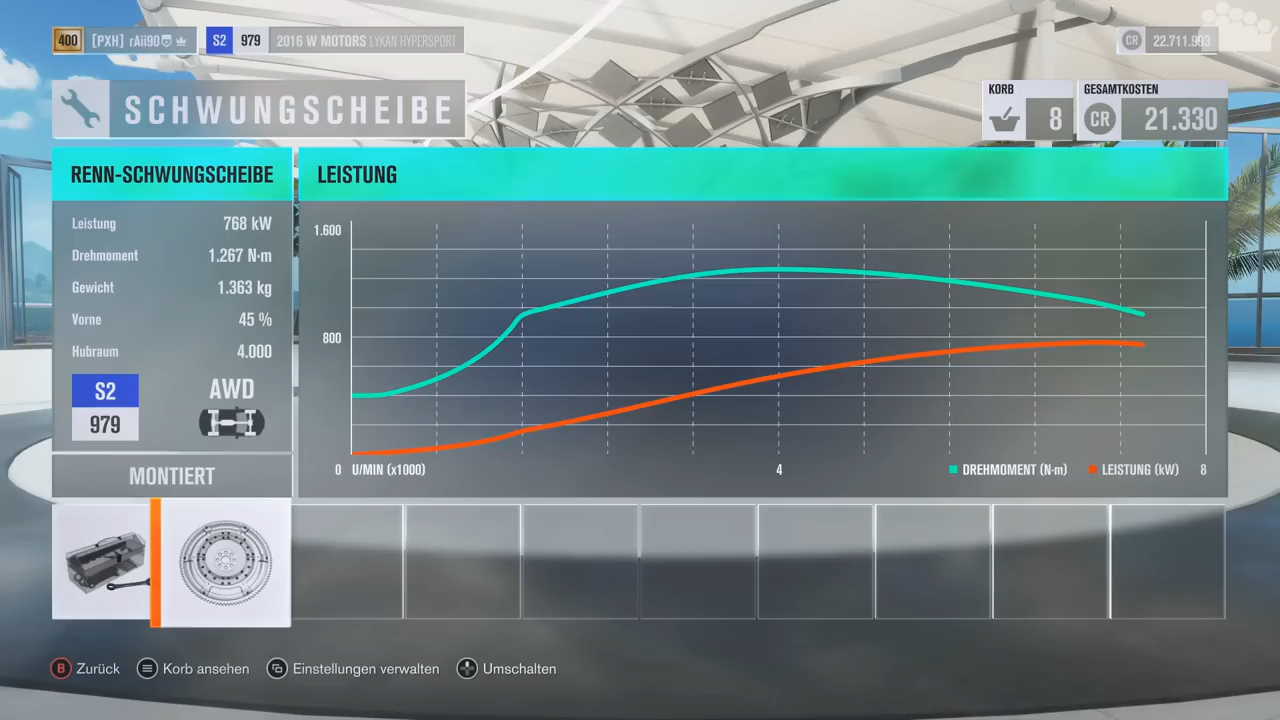 400 [PXH] rAii90
S2 979 2016 W MOTORS LYKAN HYPERSPORT
CR 22.711.993
SCHWUNGSCHEIBE
KORB
8
GESAMTKOSTEN
CR 21.330
RENN-SCHWUNGSCHEIBE
Leistung 768 kW
Drehmoment 1.267 N·m
Gewicht 1.363 kg
Vorne 45 %
Hubraum 4.000
S2
979
AWD
MONTIERT
LEISTUNG
1.600
800
0 U/MIN (x1000) 4 8
DREHMOMENT (N·m) LEISTUNG (kW)
B Zurück Korb ansehen Einstellungen verwalten Umschalten